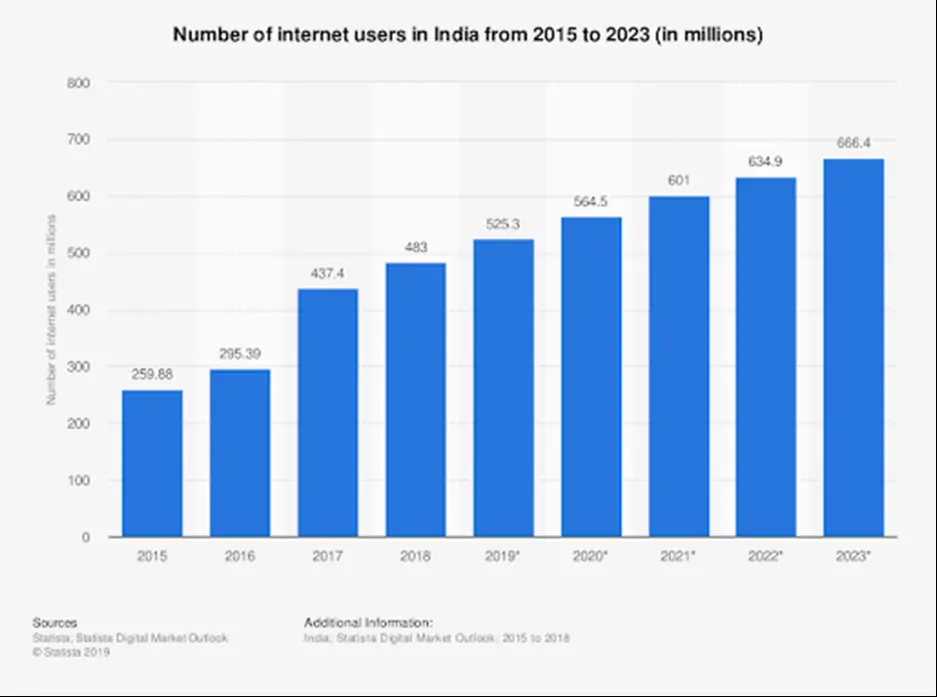 Number of internet users in India from 2015 to 2023 (in millions)
Number of internet users in millions
800
700
600
500
400
300
200
100
0
259.88
295.39
437.4
483
525.3
564.5
601
634.9
666.4
2015 2016 2017 2018 2019* 2020* 2021* 2022* 2023*
Sources
Statista; Statista Digital Market Outlook
© Statista 2019
Additional Information:
India; Statista Digital Market Outlook; 2015 to 2018